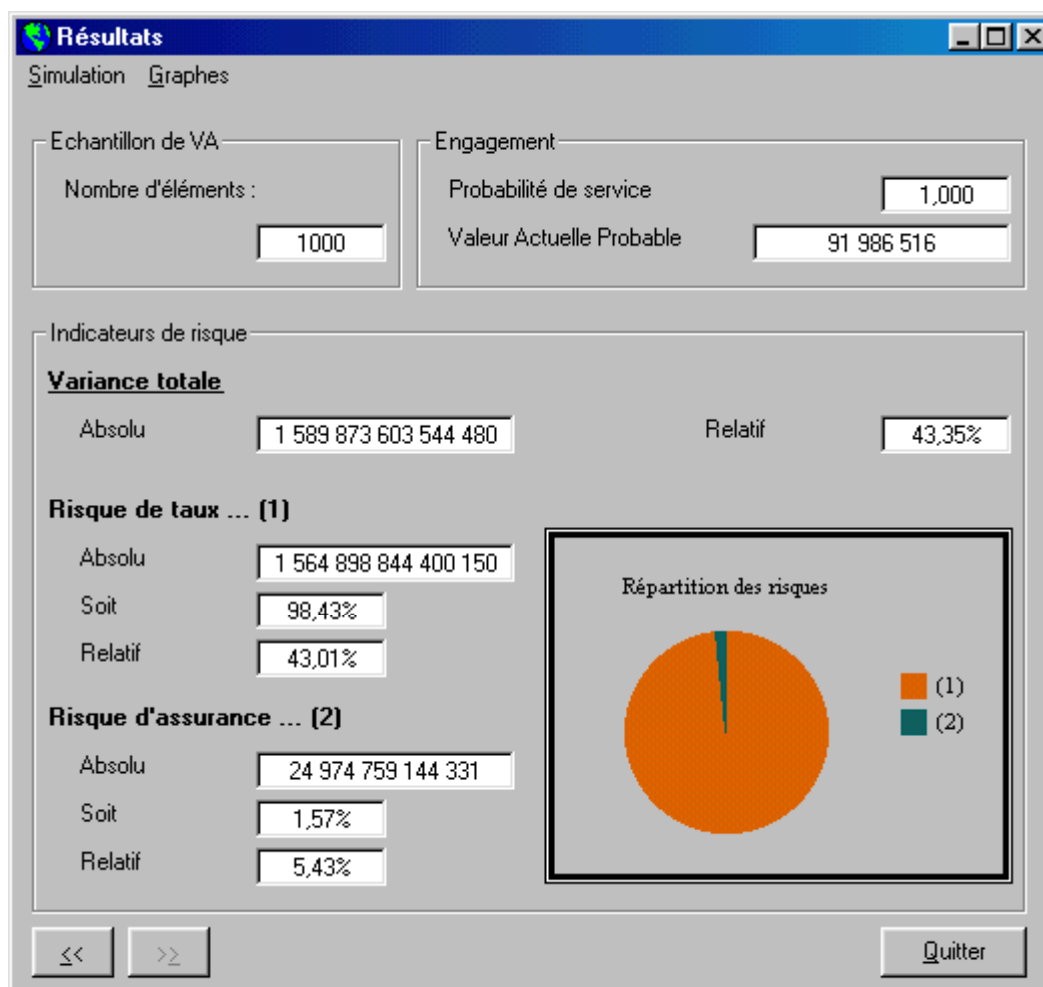 Résultats
Simulation Graphes
Echantillon de VA
Nombre d'éléments :
1000
Engagement
Probabilité de service 1,000
Valeur Actuelle Probable 91 986 516
Indicateurs de risque
Variance totale
Absolu 1 589 873 603 544 480 Relatif 43,35%
Risque de taux ... (1)
Absolu 1 564 898 844 400 150
Soit 98,43%
Relatif 43,01%
Risque d'assurance ... (2)
Absolu 24 974 759 144 331
Soit 1,57%
Relatif 5,43%
Répartition des risques
(1)
(2)
<< >> Quitter